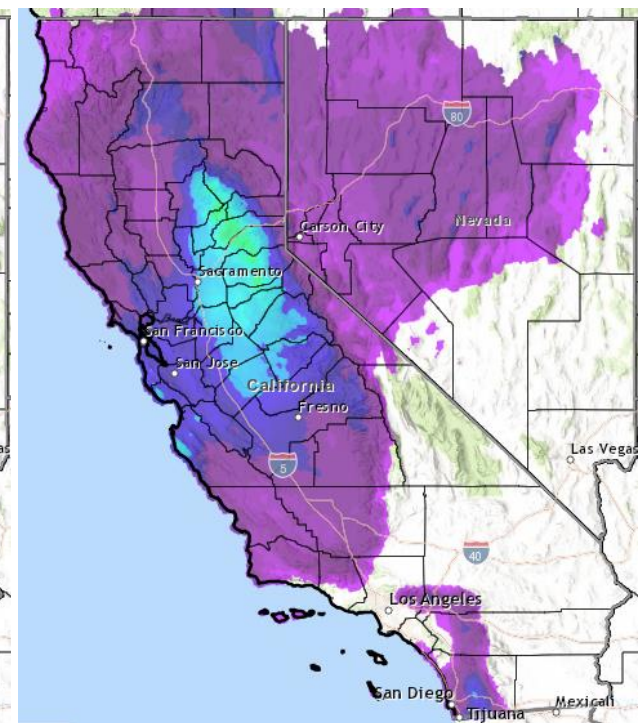 80
Nevada
Carson City
Sacramento
San Francisco
San Jose
California
Fresno
5
Las Vegas
40
Los Angeles
San Diego
Tijuana
Mexicali
as